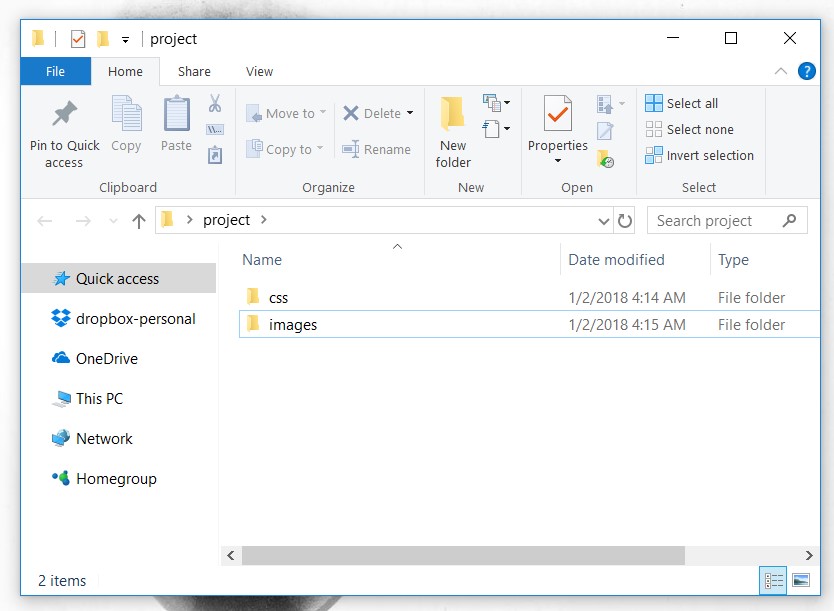 project
File Home Share View
Pin to Quick access
Copy
Paste
Clipboard
Move to
Copy to
Delete
Rename
Organize
New folder
New
Properties
Open
Select all
Select none
Invert selection
Select
project
Search project
Quick access
dropbox-personal
OneDrive
This PC
Network
Homegroup
Name Date modified Type
css 1/2/2018 4:14 AM File folder
images 1/2/2018 4:15 AM File folder
2 items